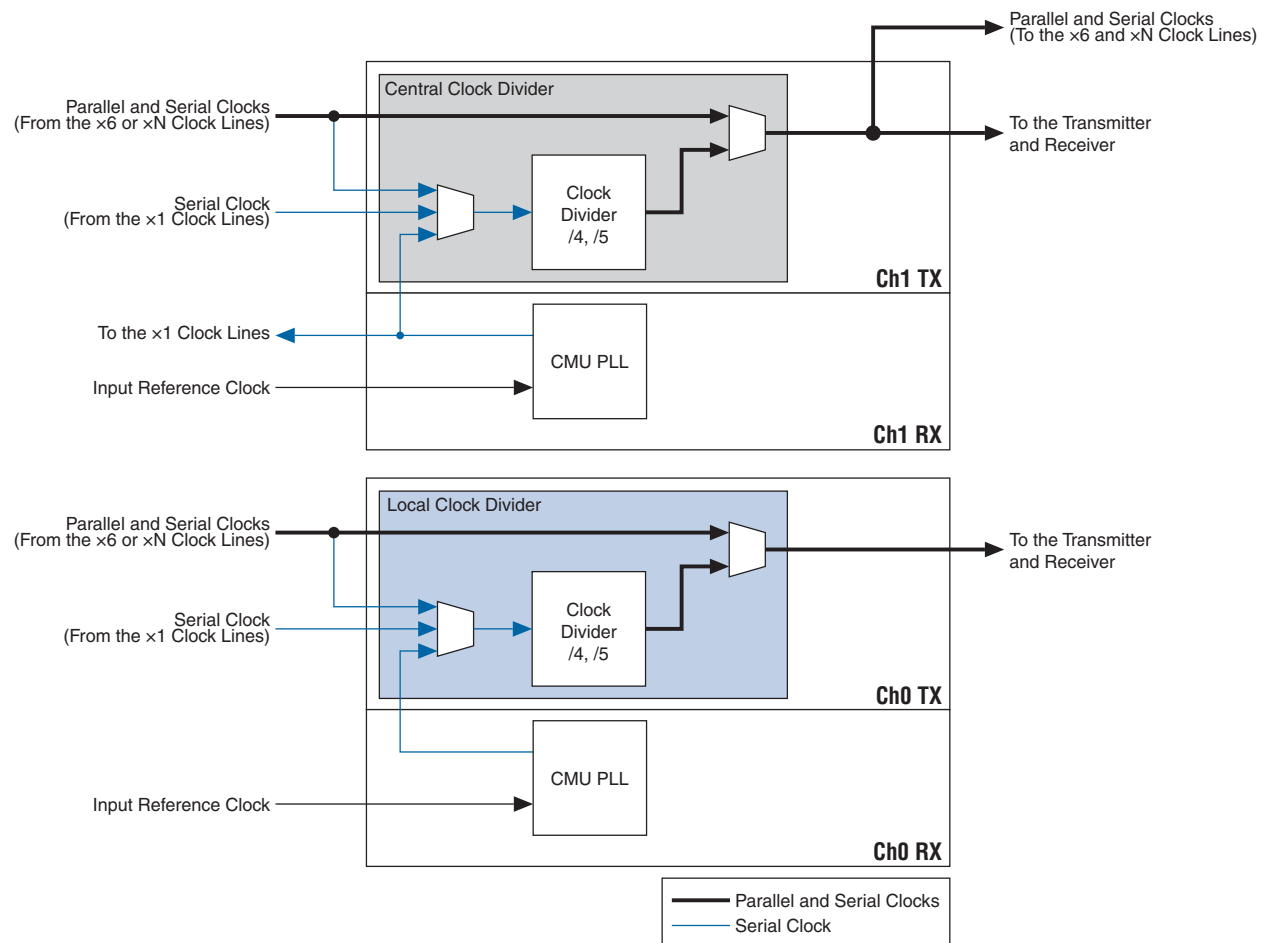 Parallel and Serial Clocks
(To the ×6 and ×N Clock Lines)
Central Clock Divider
Parallel and Serial Clocks
(From the ×6 or ×N Clock Lines)
To the Transmitter
and Receiver
Clock
Divider
/4, /5
Serial Clock
(From the ×1 Clock Lines)
Ch1 TX
To the ×1 Clock Lines
CMU PLL
Input Reference Clock
Ch1 RX
Local Clock Divider
Parallel and Serial Clocks
(From the ×6 or ×N Clock Lines)
To the Transmitter
and Receiver
Clock
Divider
/4, /5
Serial Clock
(From the ×1 Clock Lines)
Ch0 TX
CMU PLL
Input Reference Clock
Ch0 RX
Parallel and Serial Clocks
Serial Clock